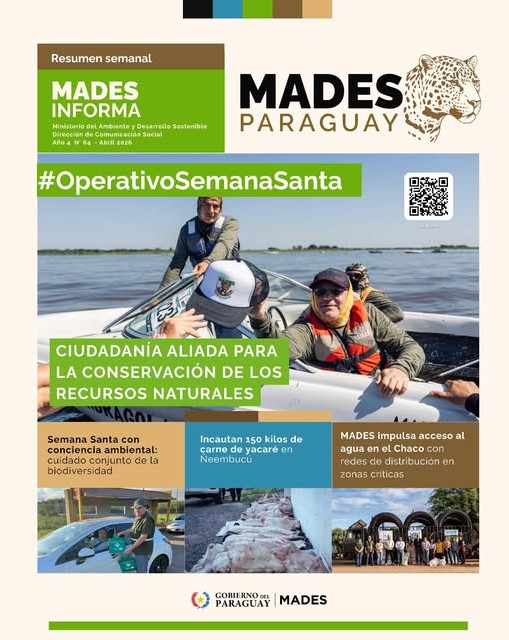 Resumen semanal
MADES
INFORMA
Ministerio del Ambiente y Desarrollo Sostenible
Dirección de Comunicación Social
Año 4 N° 64 - Abril 2026
MADES
PARAGUAY
#OperativoSemanaSanta
CIUDADANÍA ALIADA PARA
LA CONSERVACIÓN DE LOS
RECURSOS NATURALES
Semana Santa con
conciencia ambiental:
cuidado conjunto de la
biodiversidad
Incautan 150 kilos de
carne de yacaré en
Ñeembucú
MADES impulsa acceso al
agua en el Chaco con
redes de distribución en
zonas críticas
GOBIERNO DEL
PARAGUAY
MADES